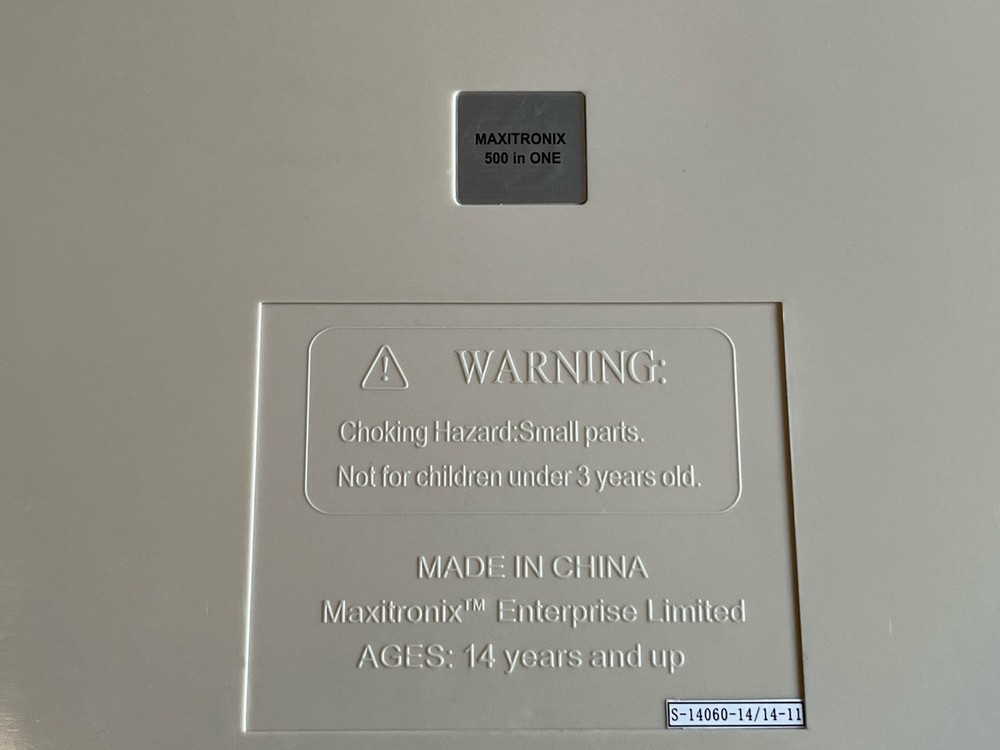 MAXITRONIX
500 in ONE
WARNING:
Choking Hazard:Small parts.
Not for children under 3 years old.
MADE IN CHINA
Maxitronix™ Enterprise Limited
AGES: 14 years and up
S-14060-14/14-11